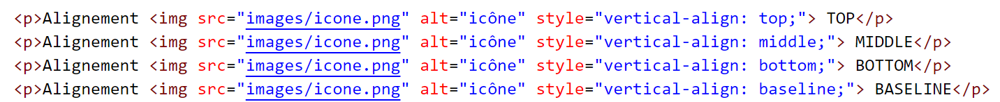 <p>Alignement <img src="images/icone.png" alt="icône" style="vertical-align: top;"> TOP</p>
<p>Alignement <img src="images/icone.png" alt="icône" style="vertical-align: middle;"> MIDDLE</p>
<p>Alignement <img src="images/icone.png" alt="icône" style="vertical-align: bottom;"> BOTTOM</p>
<p>Alignement <img src="images/icone.png" alt="icône" style="vertical-align: baseline;"> BASELINE</p>